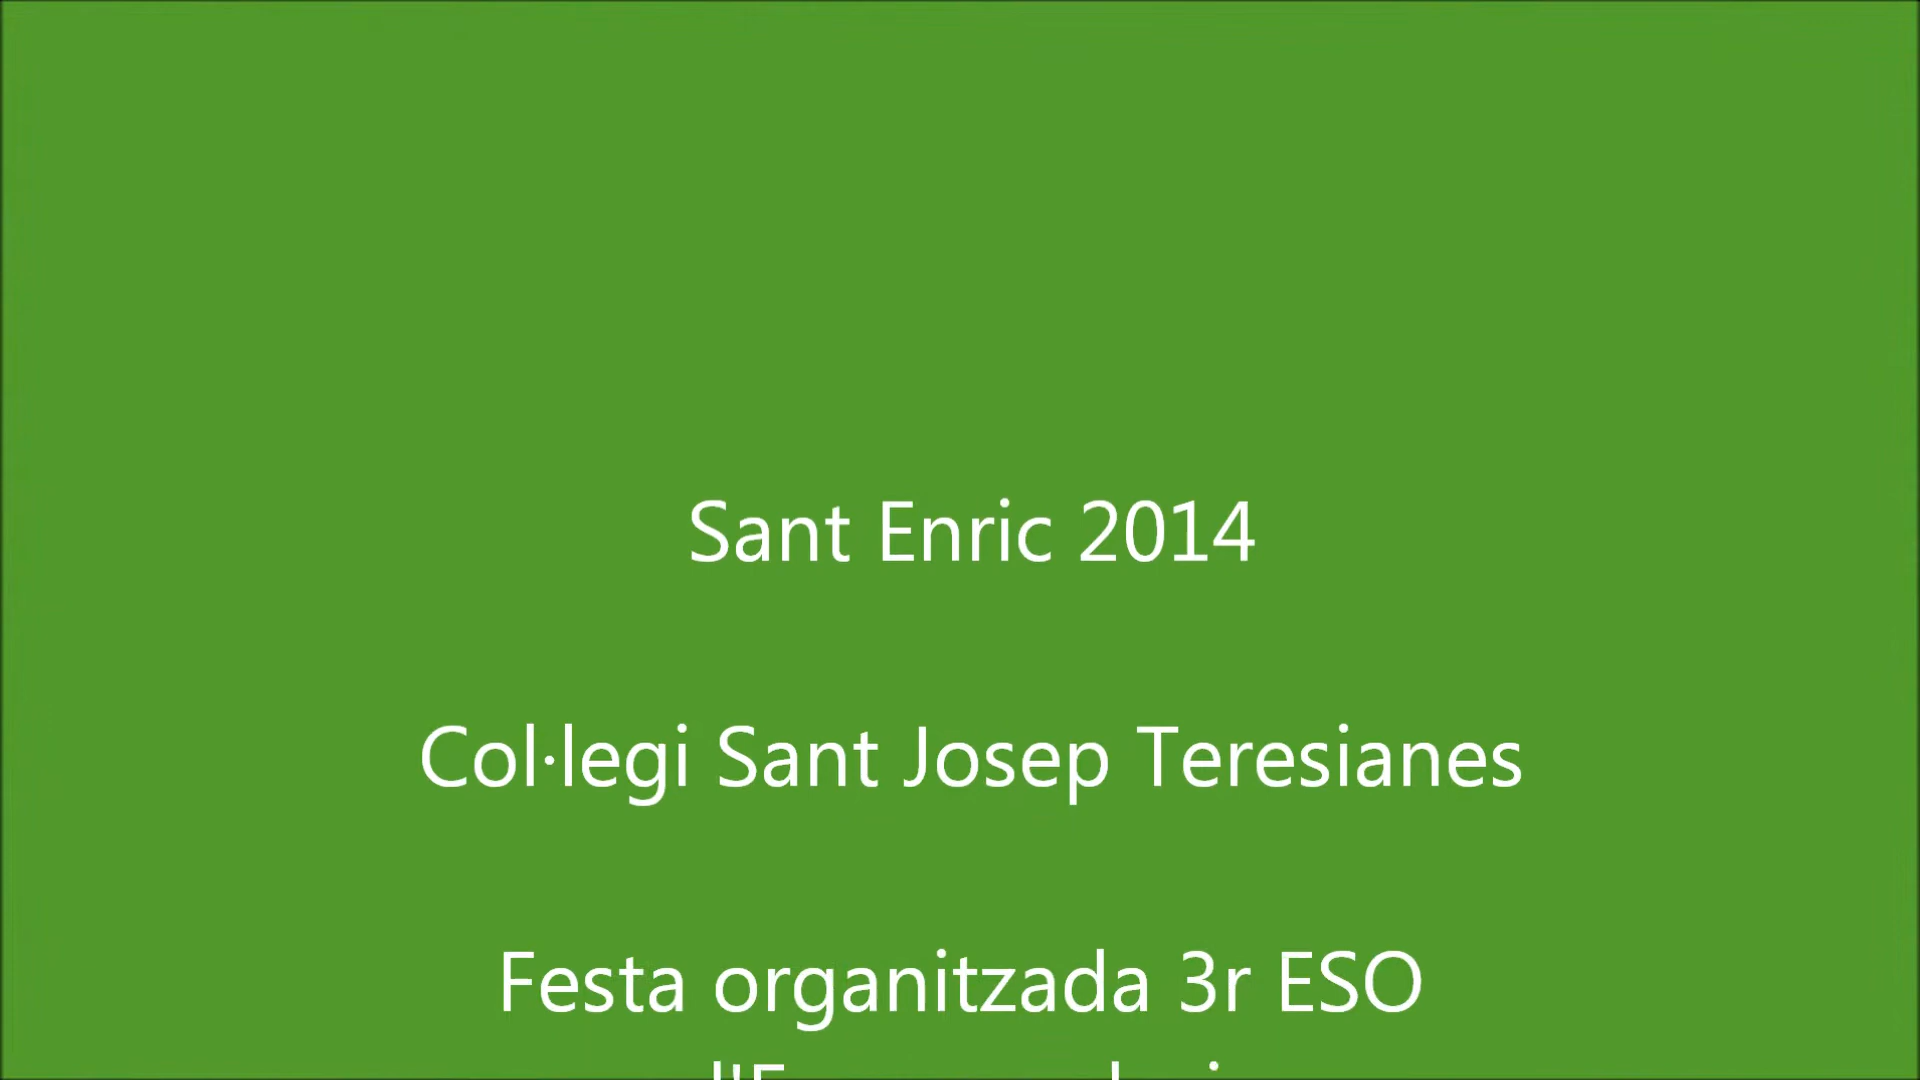 Sant Enric 2014
Col·legi Sant Josep Teresianes
Festa organitzada 3r ESO